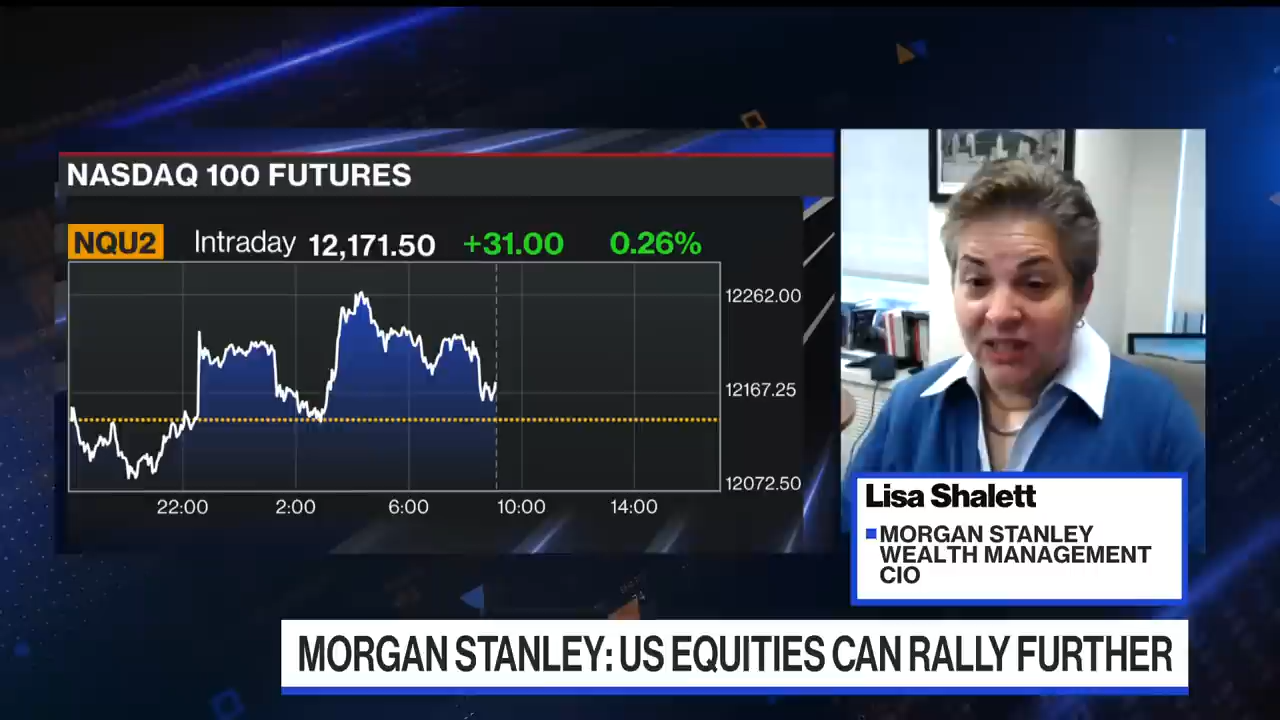 NASDAQ 100 FUTURES
NQU2 Intraday 12,171.50 +31.00 0.26%
12262.00
12167.25
12072.50
22:00 2:00 6:00 10:00 14:00
Lisa Shalett
MORGAN STANLEY
WEALTH MANAGEMENT
CIO
MORGAN STANLEY: US EQUITIES CAN RALLY FURTHER